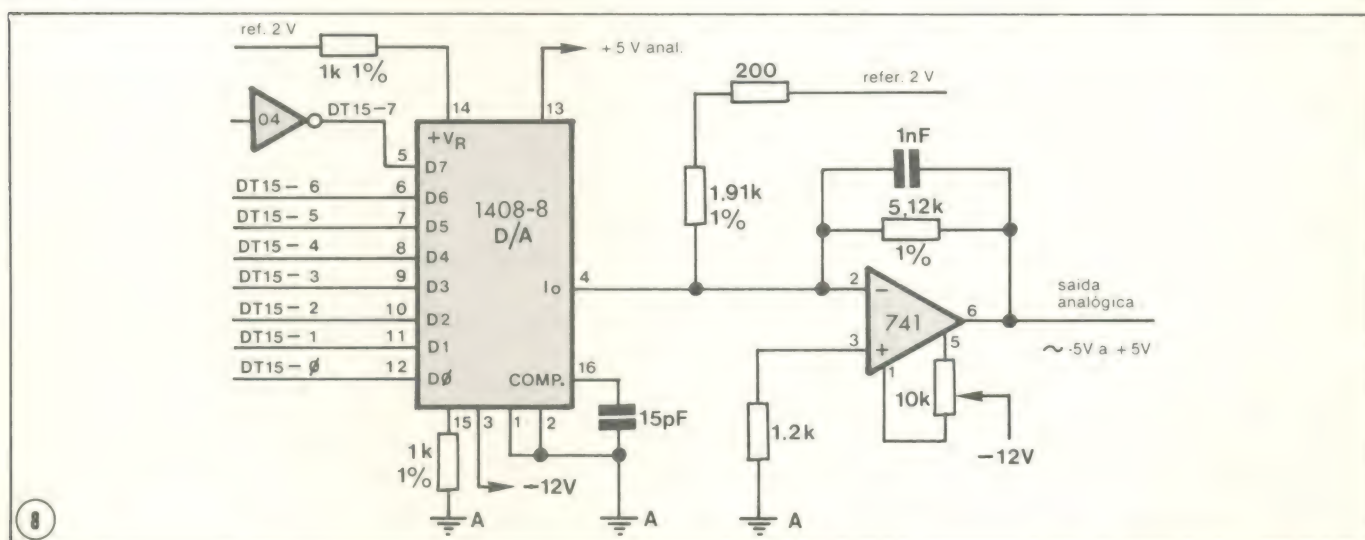 ref. 2 V
1k 1%
+ 5 V anal.
200
refer. 2 V
04
DT15-7
14
13
+VR
5
D7
1nF
DT15- 6
6
D6
1.91k
1%
5,12k
1%
DT15- 5
7
D5
1408-8
D/A
DT15- 4
8
D4
DT15- 3
9
D3
Io
4
2
-
saída
analógica
DT15- 2
10
D2
741
6
DT15- 1
11
D1
3
+
5
~ -5V a +5V
DT15- Ø
12
DØ
COMP.
16
1
10k
15
3
1
2
15pF
1.2k
-12V
1k
1%
-12V
A
A
A
8